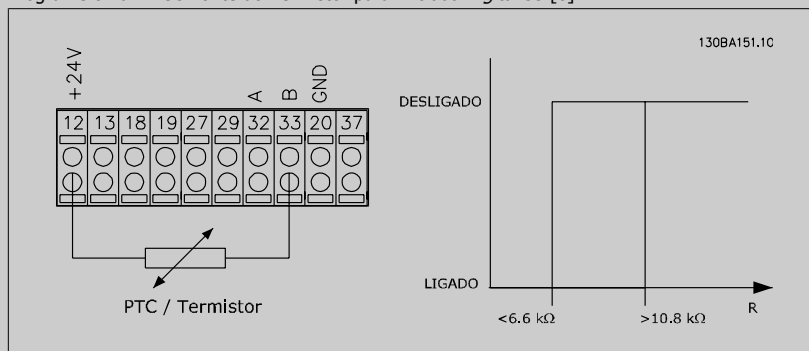 130BA151.10
+24V
A
B
GND
12 13 18 19 27 29 32 33 20 37
PTC / Termistor
DESLIGADO
LIGADO
<6.6 kΩ
>10.8 kΩ
R